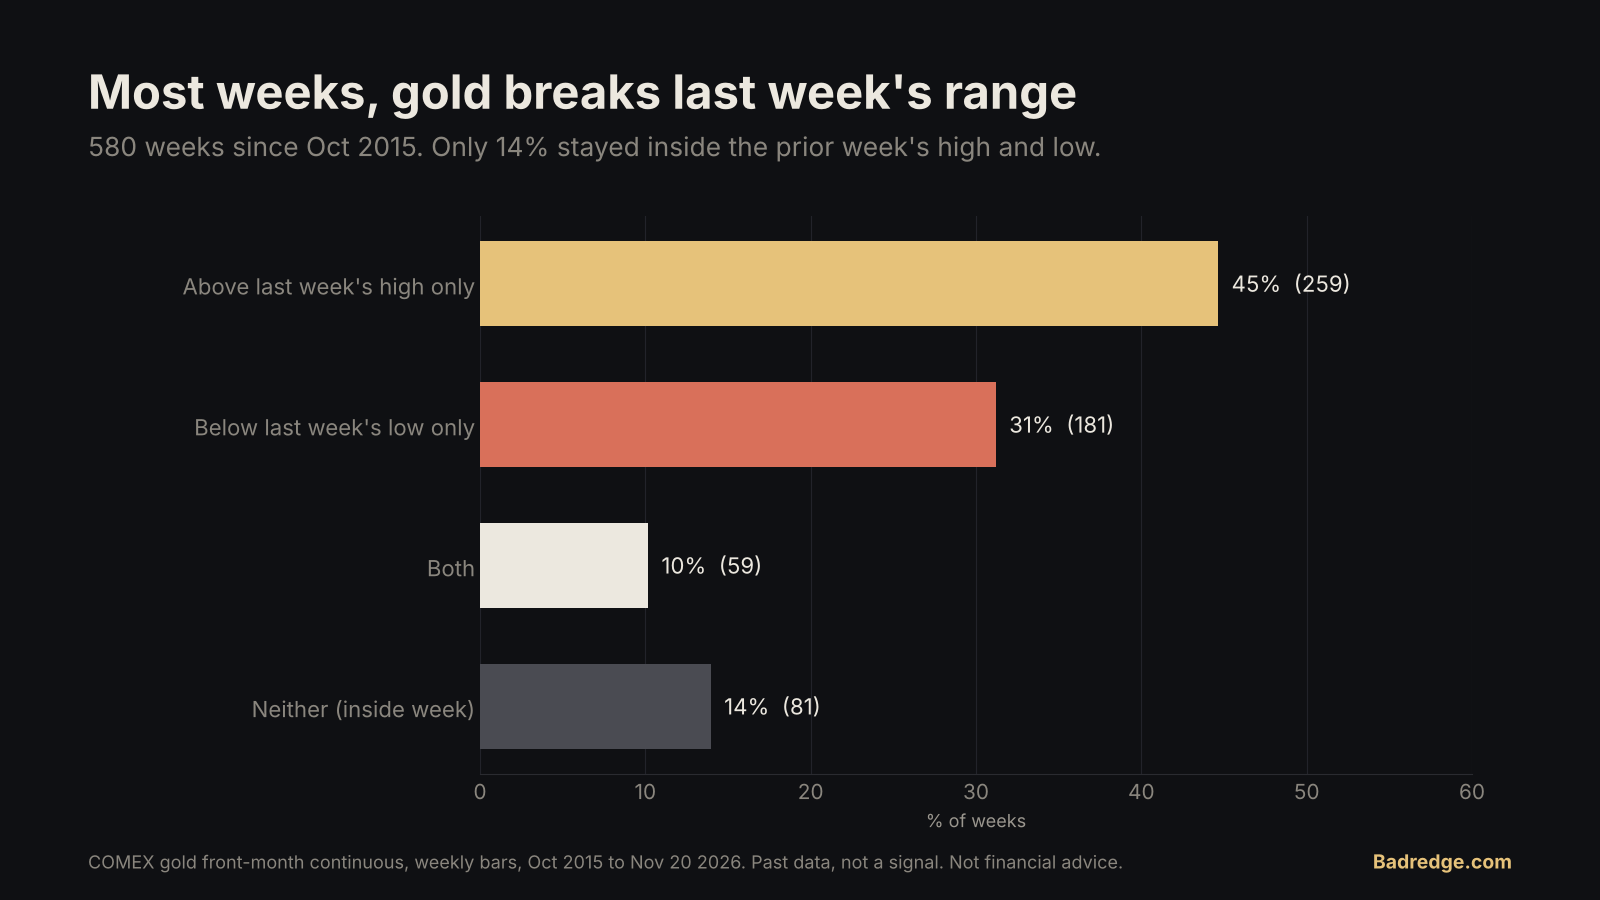 Most weeks, gold breaks last week's range
580 weeks since Oct 2015. Only 14% stayed inside the prior week's high and low.
Above last week's high only
45% (259)
Below last week's low only
31% (181)
Both
10% (59)
Neither (inside week)
14% (81)
0 10 20 30 40 50 60
% of weeks
COMEX gold front-month continuous, weekly bars, Oct 2015 to Nov 20 2026. Past data, not a signal. Not financial advice.
Badredge.com